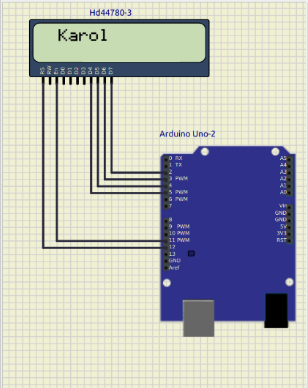 Hd44780-3
Karol
RS
RW
En
D0
D1
D2
D3
D4
D5
D6
D7
Arduino Uno-2
0 RX
1 TX
2
3 PWM
4
5 PWM
6 PWM
7
8
9 PWM
10 PWM
11 PWM
12
13
GND
Aref
A5
A4
A3
A2
A1
A0
Vin
GND
GND
5V
3V3
RST